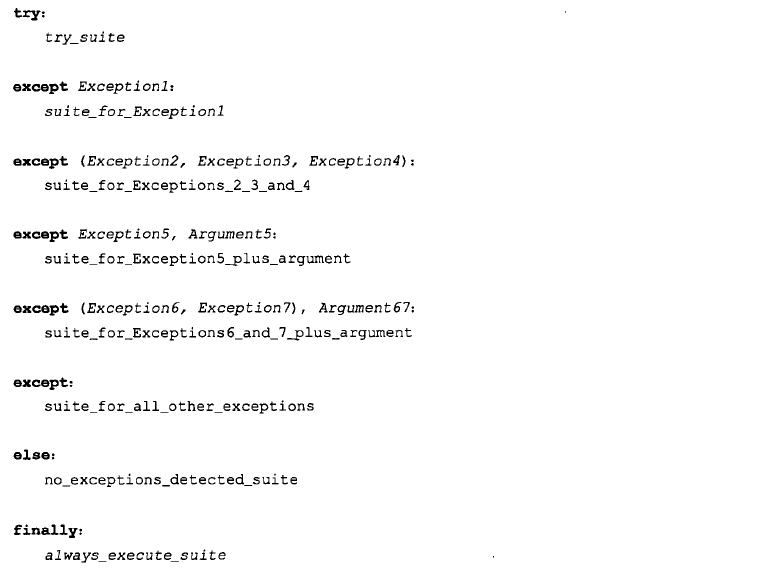 try:
try_suite
except Exception1:
suite_for_Exception1
except (Exception2, Exception3, Exception4):
suite_for_Exceptions_2_3_and_4
except Exception5, Argument5:
suite_for_Exception5_plus_argument
except (Exception6, Exception7), Argument67:
suite_for_Exceptions6_and_7_plus_argument
except:
suite_for_all_other_exceptions
else:
no_exceptions_detected_suite
finally:
always_execute_suite